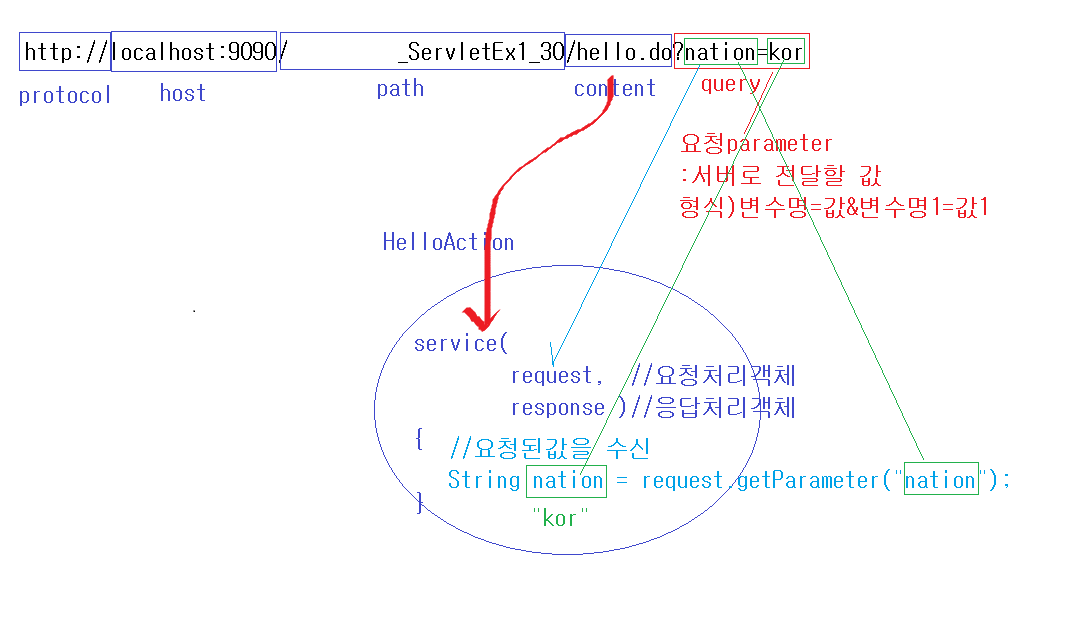 http://localhost:9090/ _ServletEx1_30/hello.do?nation=kor
protocol host path content query
요청parameter
:서버로 전달할 값
형식)변수명=값&변수명1=값1
HelloAction
service(
request, //요청처리객체
response )//응답처리객체
{
//요청된값을 수신
String nation = request.getParameter("nation");
}
"kor"